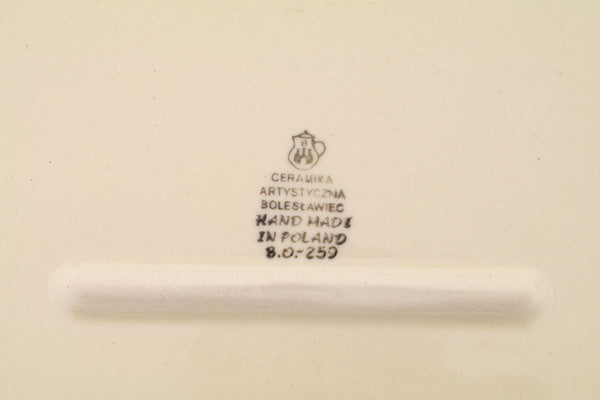 B
CERAMIKA
ARTYSTYCZNA
BOLESŁAWIEC
HAND MADE
IN POLAND
B.O.-259